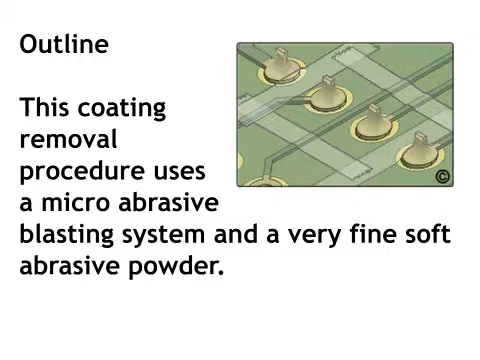 Outline
This coating
removal
procedure uses
a micro abrasive
blasting system and a very fine soft
abrasive powder.
©